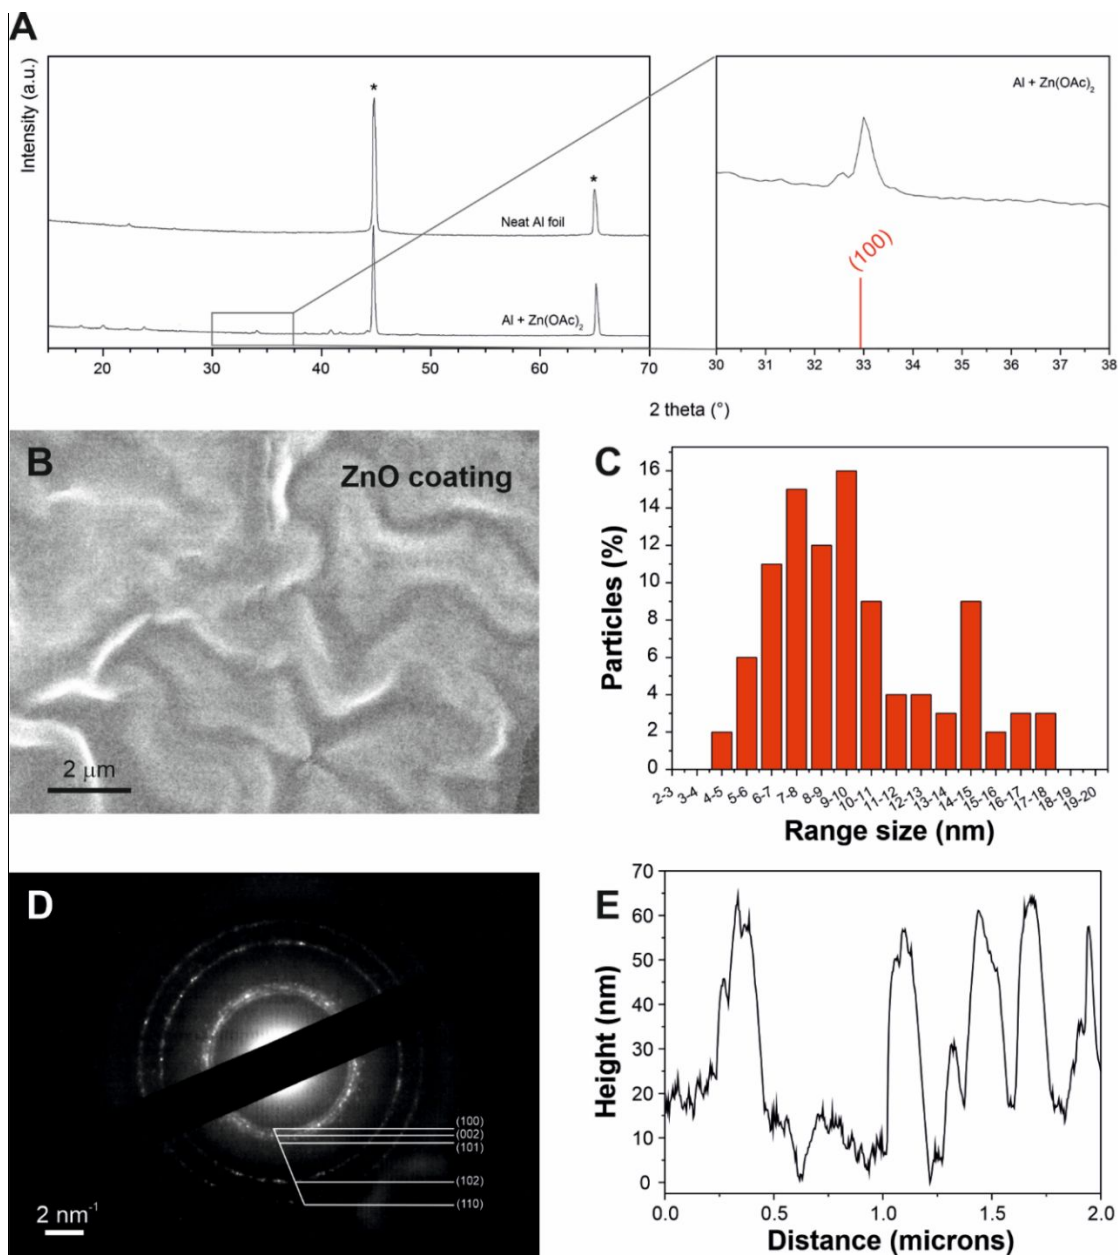 A
Intensity (a.u.)
*
*
Neat Al foil
Al + Zn(OAc)2
20 30 40 50 60 70
Al + Zn(OAc)2
(100)
30 31 32 33 34 35 36 37 38
2 theta (°)
B
ZnO coating
2 µm
C
Particles (%)
16
14
12
10
8
6
4
2
0
2-3 3-4 4-5 5-6 6-7 7-8 8-9 9-10 10-11 11-12 12-13 13-14 14-15 15-16 16-17 17-18 18-19 19-20
Range size (nm)
D
(100)
(002)
(101)
(102)
(110)
2 nm-1
E
Height (nm)
70
60
50
40
30
20
10
0
0.0 0.5 1.0 1.5 2.0
Distance (microns)